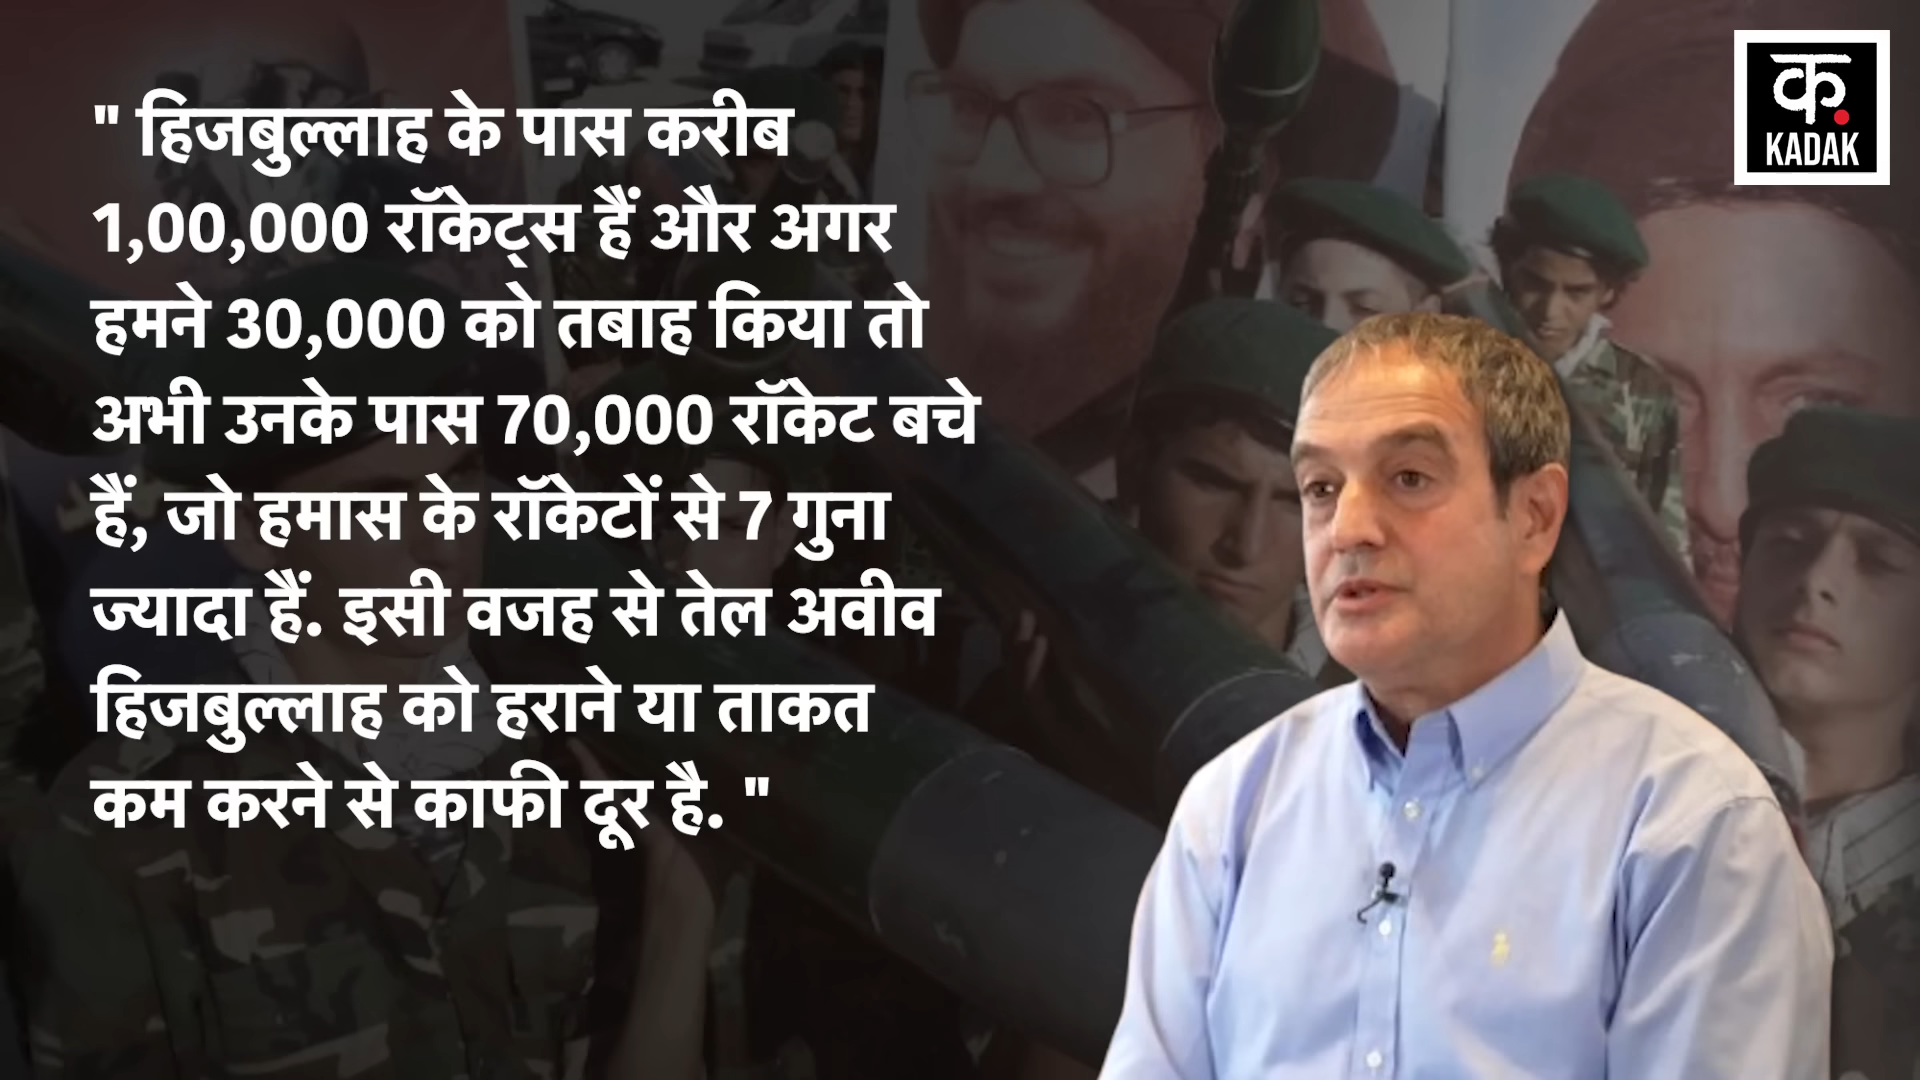 " हिजबुल्लाह के पास करीब
1,00,000 रॉकेट्स हैं और अगर
हमने 30,000 को तबाह किया तो
अभी उनके पास 70,000 रॉकेट बचे
हैं, जो हमास के रॉकेटों से 7 गुना
ज्यादा हैं. इसी वजह से तेल अवीव
हिजबुल्लाह को हराने या ताकत
कम करने से काफी दूर है. "
क.
KADAK